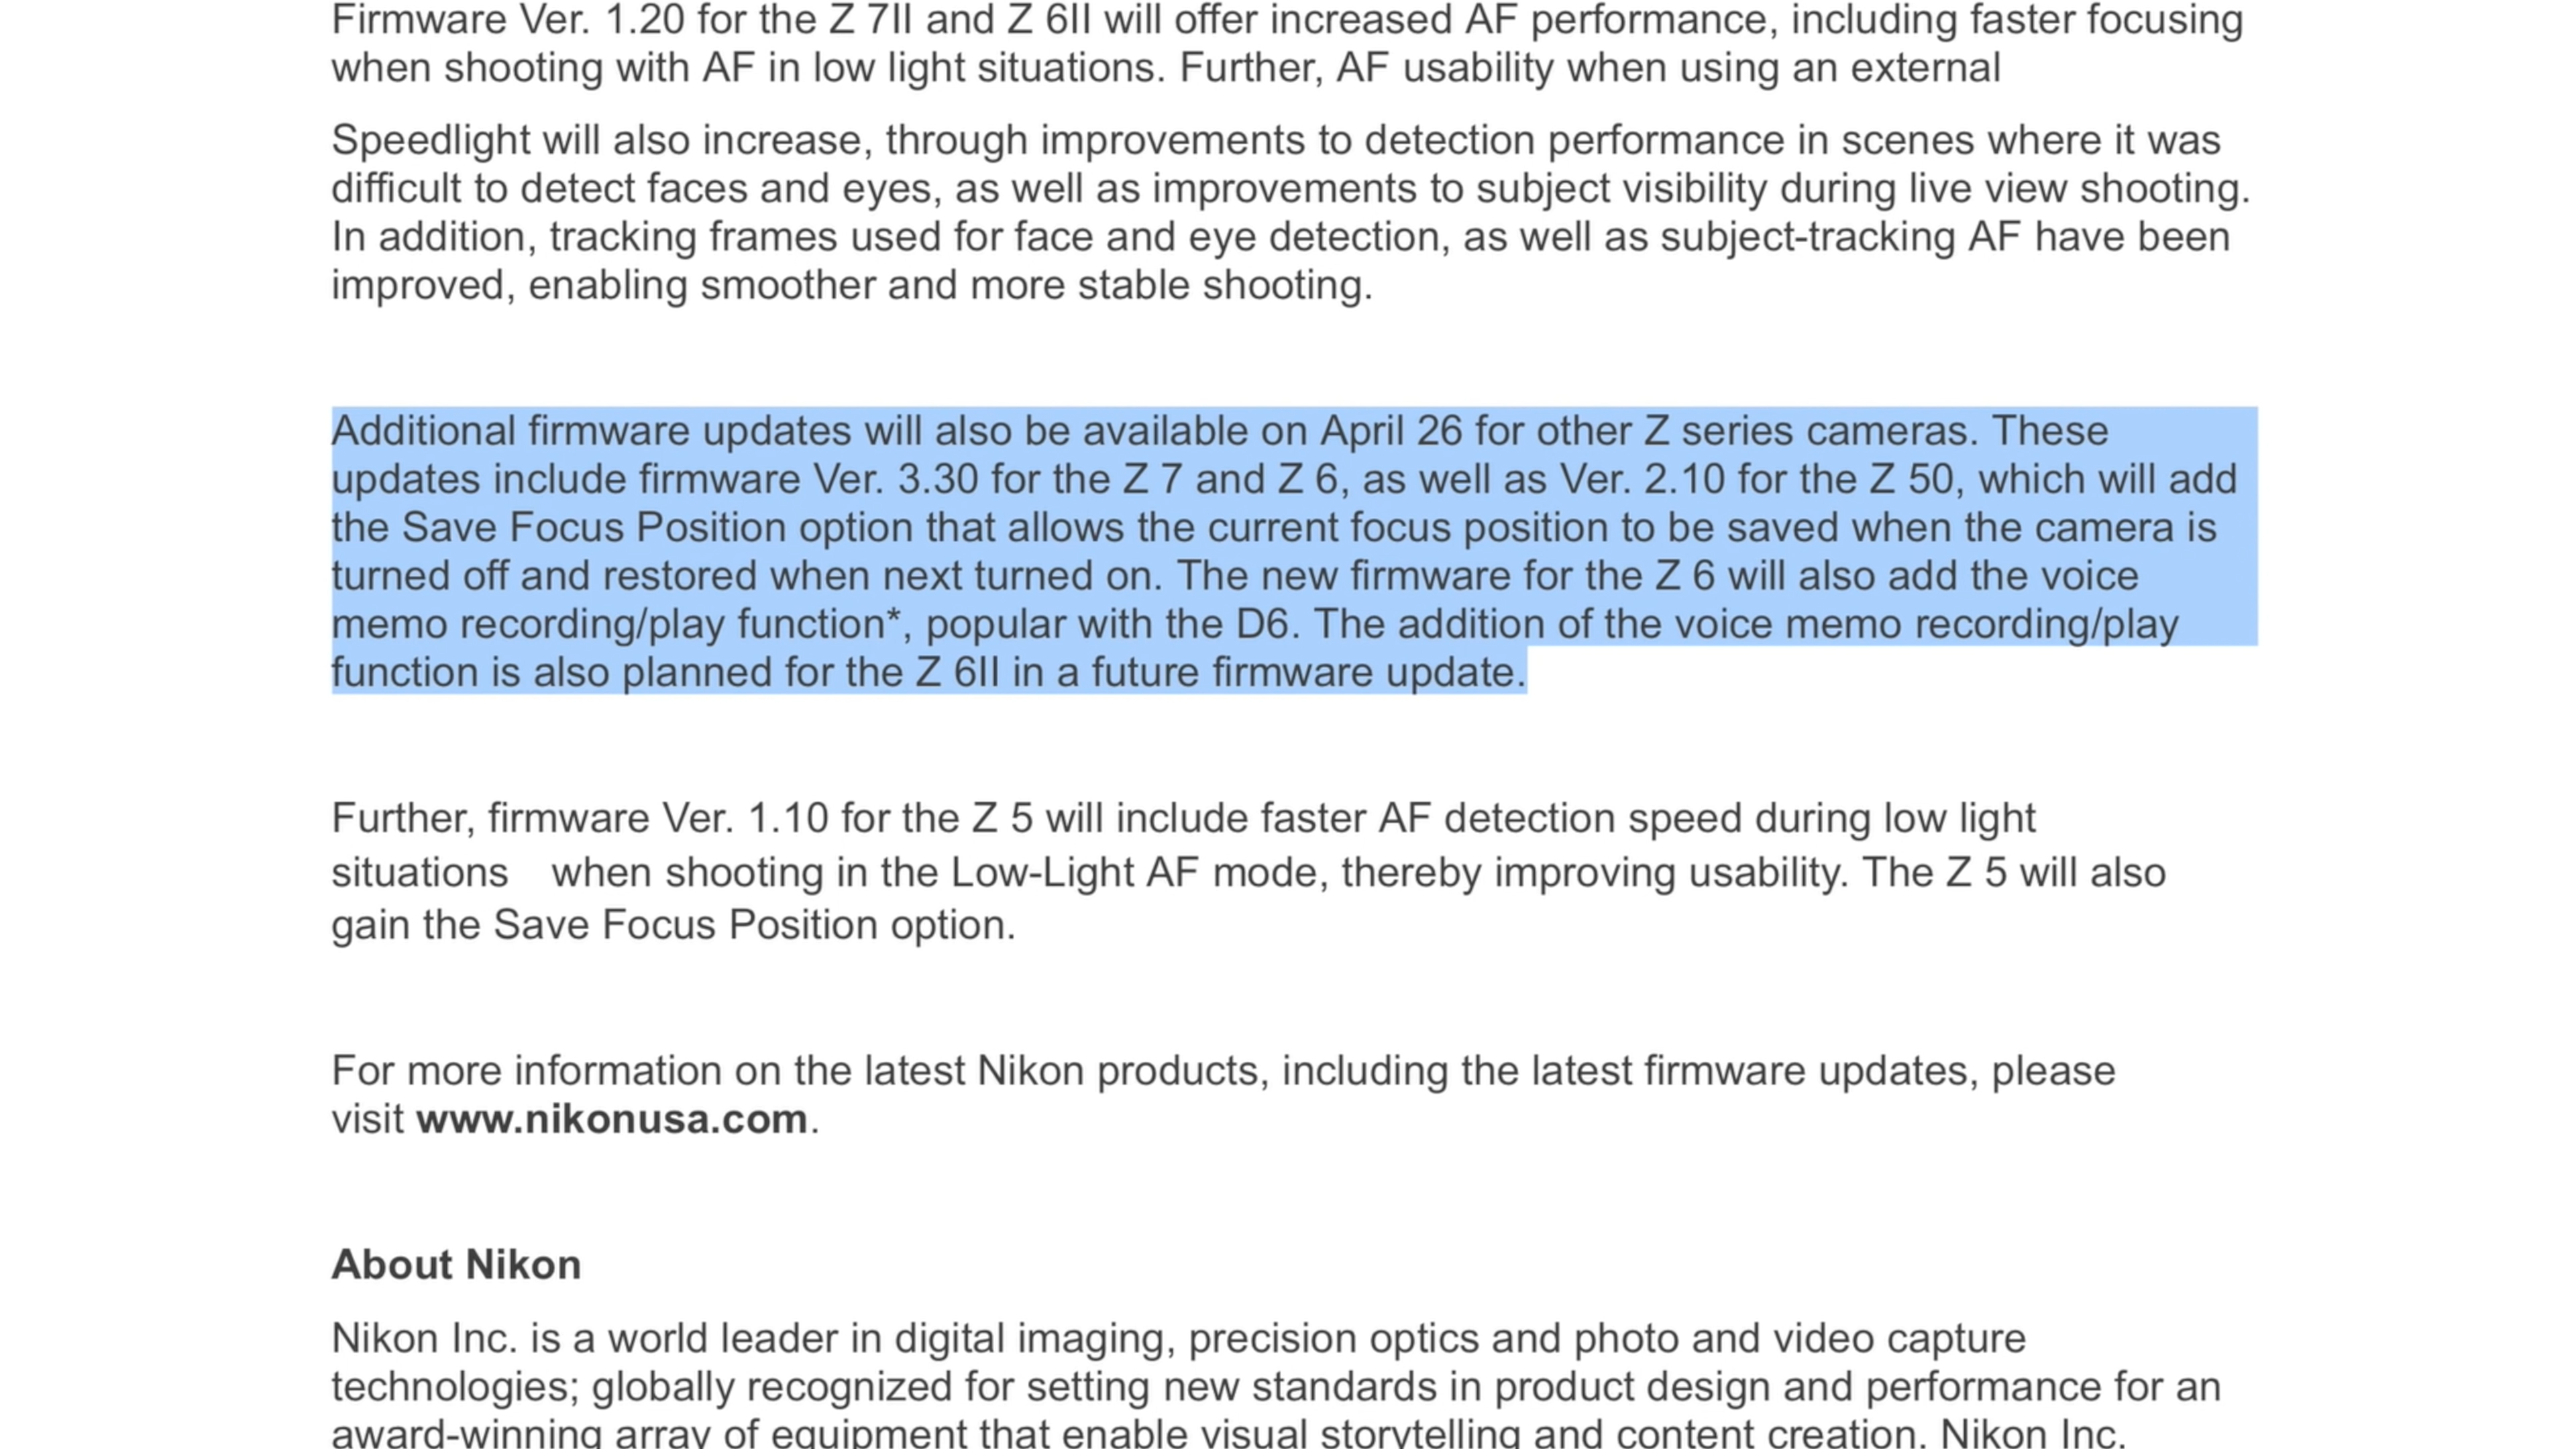 Firmware Ver. 1.20 for the Z 7II and Z 6II will offer increased AF performance, including faster focusing
when shooting with AF in low light situations. Further, AF usability when using an external
Speedlight will also increase, through improvements to detection performance in scenes where it was
difficult to detect faces and eyes, as well as improvements to subject visibility during live view shooting.
In addition, tracking frames used for face and eye detection, as well as subject-tracking AF have been
improved, enabling smoother and more stable shooting.
Additional firmware updates will also be available on April 26 for other Z series cameras. These
updates include firmware Ver. 3.30 for the Z 7 and Z 6, as well as Ver. 2.10 for the Z 50, which will add
the Save Focus Position option that allows the current focus position to be saved when the camera is
turned off and restored when next turned on. The new firmware for the Z 6 will also add the voice
memo recording/play function*, popular with the D6. The addition of the voice memo recording/play
function is also planned for the Z 6II in a future firmware update.
Further, firmware Ver. 1.10 for the Z 5 will include faster AF detection speed during low light
situations when shooting in the Low-Light AF mode, thereby improving usability. The Z 5 will also
gain the Save Focus Position option.
For more information on the latest Nikon products, including the latest firmware updates, please
visit www.nikonusa.com.
About Nikon
Nikon Inc. is a world leader in digital imaging, precision optics and photo and video capture
technologies; globally recognized for setting new standards in product design and performance for an
award-winning array of equipment that enable visual storytelling and content creation. Nikon Inc.